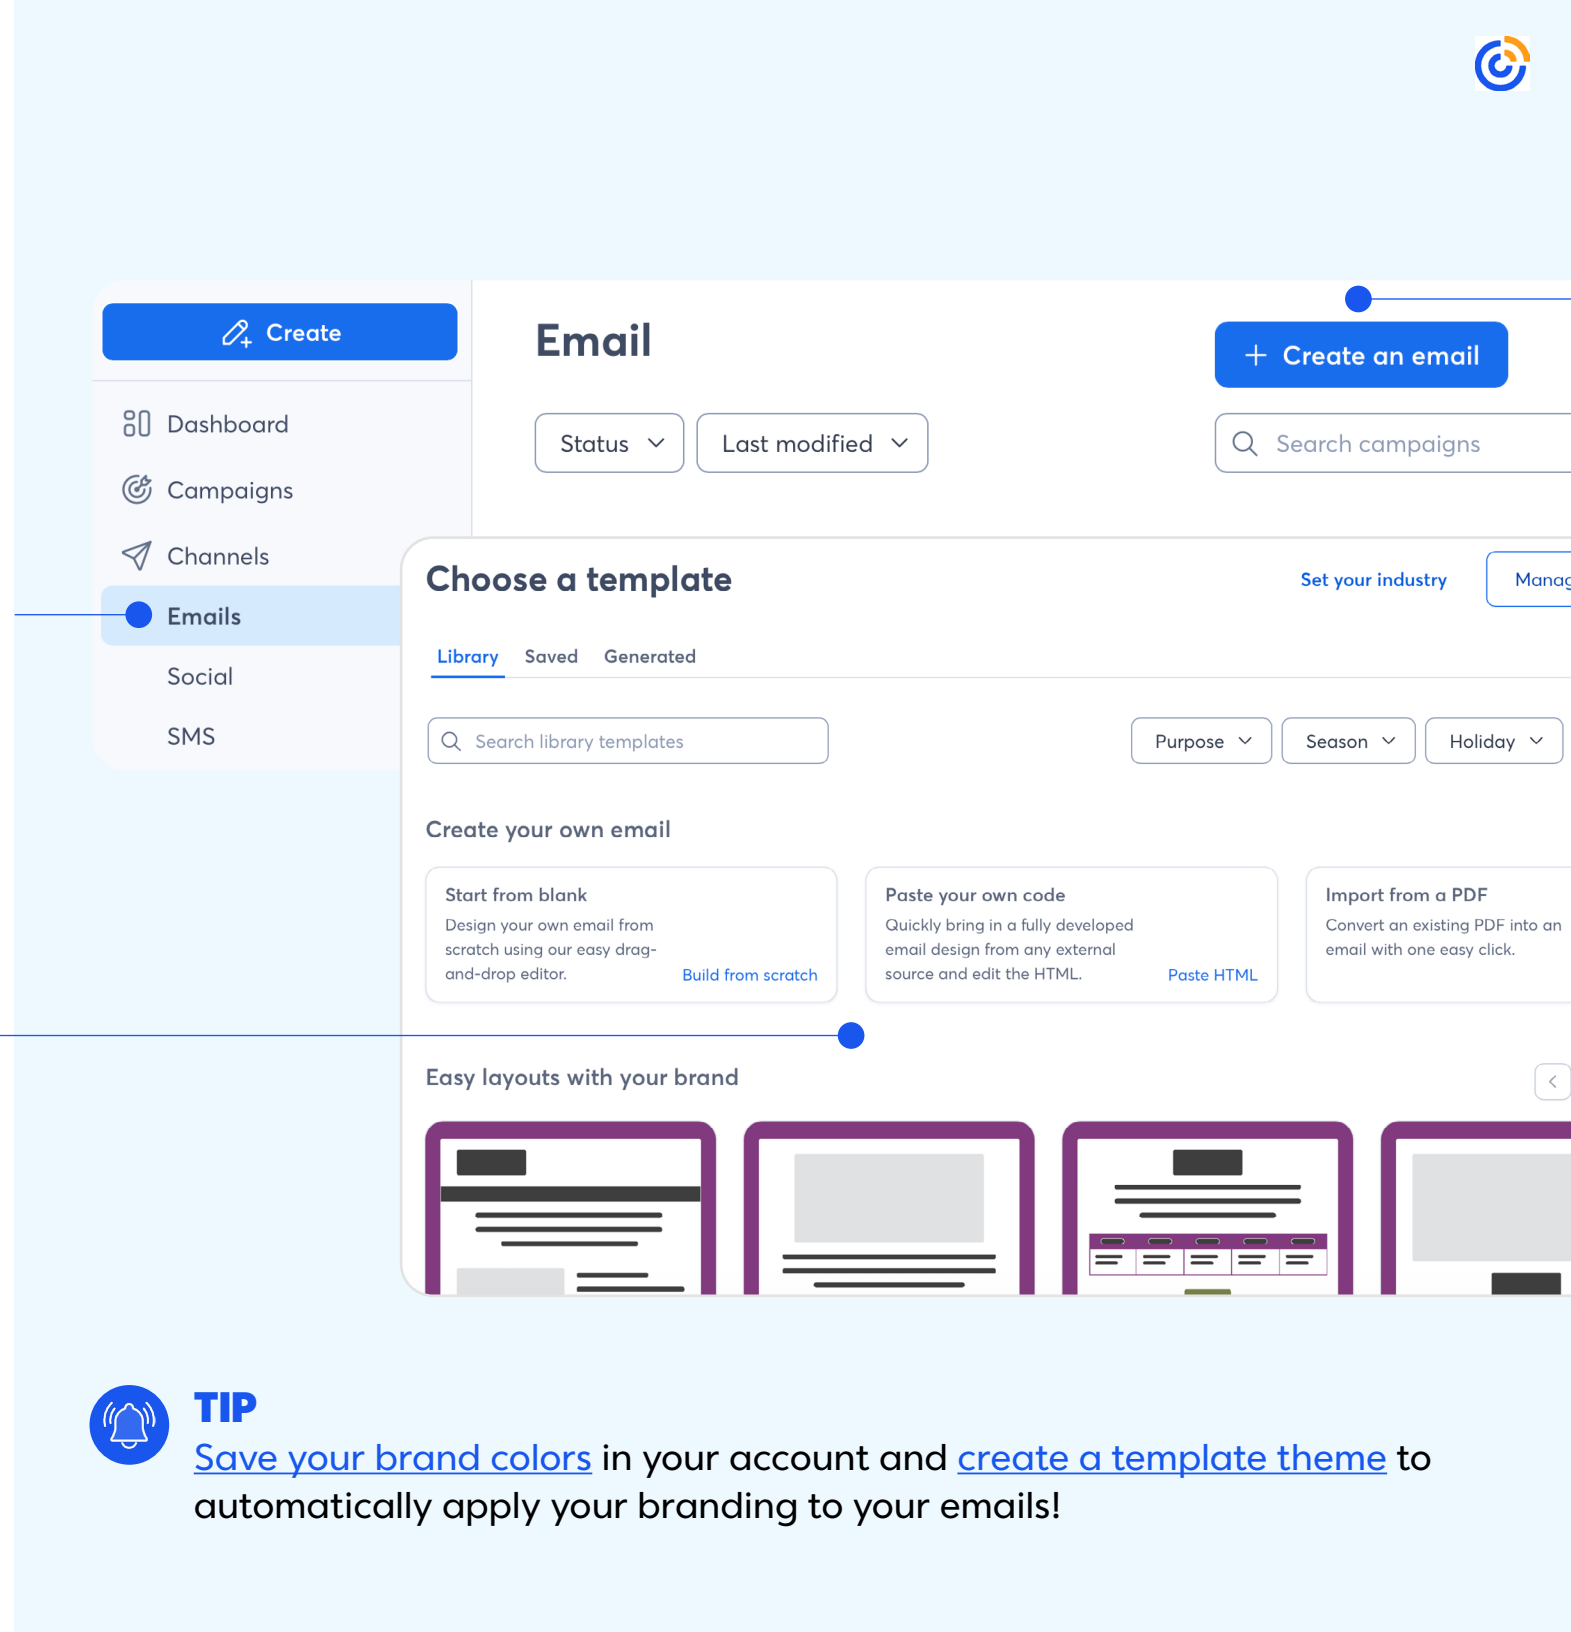 Create
Email
Create an email
Dashboard
Status
Last modified
Search campaigns
Campaigns
Channels
Emails
Social
SMS
Choose a template
Set your industry
Manag
Library
Saved
Generated
Search library templates
Purpose
Season
Holiday
Create your own email
Start from blank
Design your own email from
scratch using our easy drag-
and-drop editor.
Build from scratch
Paste your own code
Quickly bring in a fully developed
email design from any external
source and edit the HTML.
Paste HTML
Import from a PDF
Convert an existing PDF into an
email with one easy click.
Easy layouts with your brand
TIP
Save your brand colors in your account and create a template theme to
automatically apply your branding to your emails!